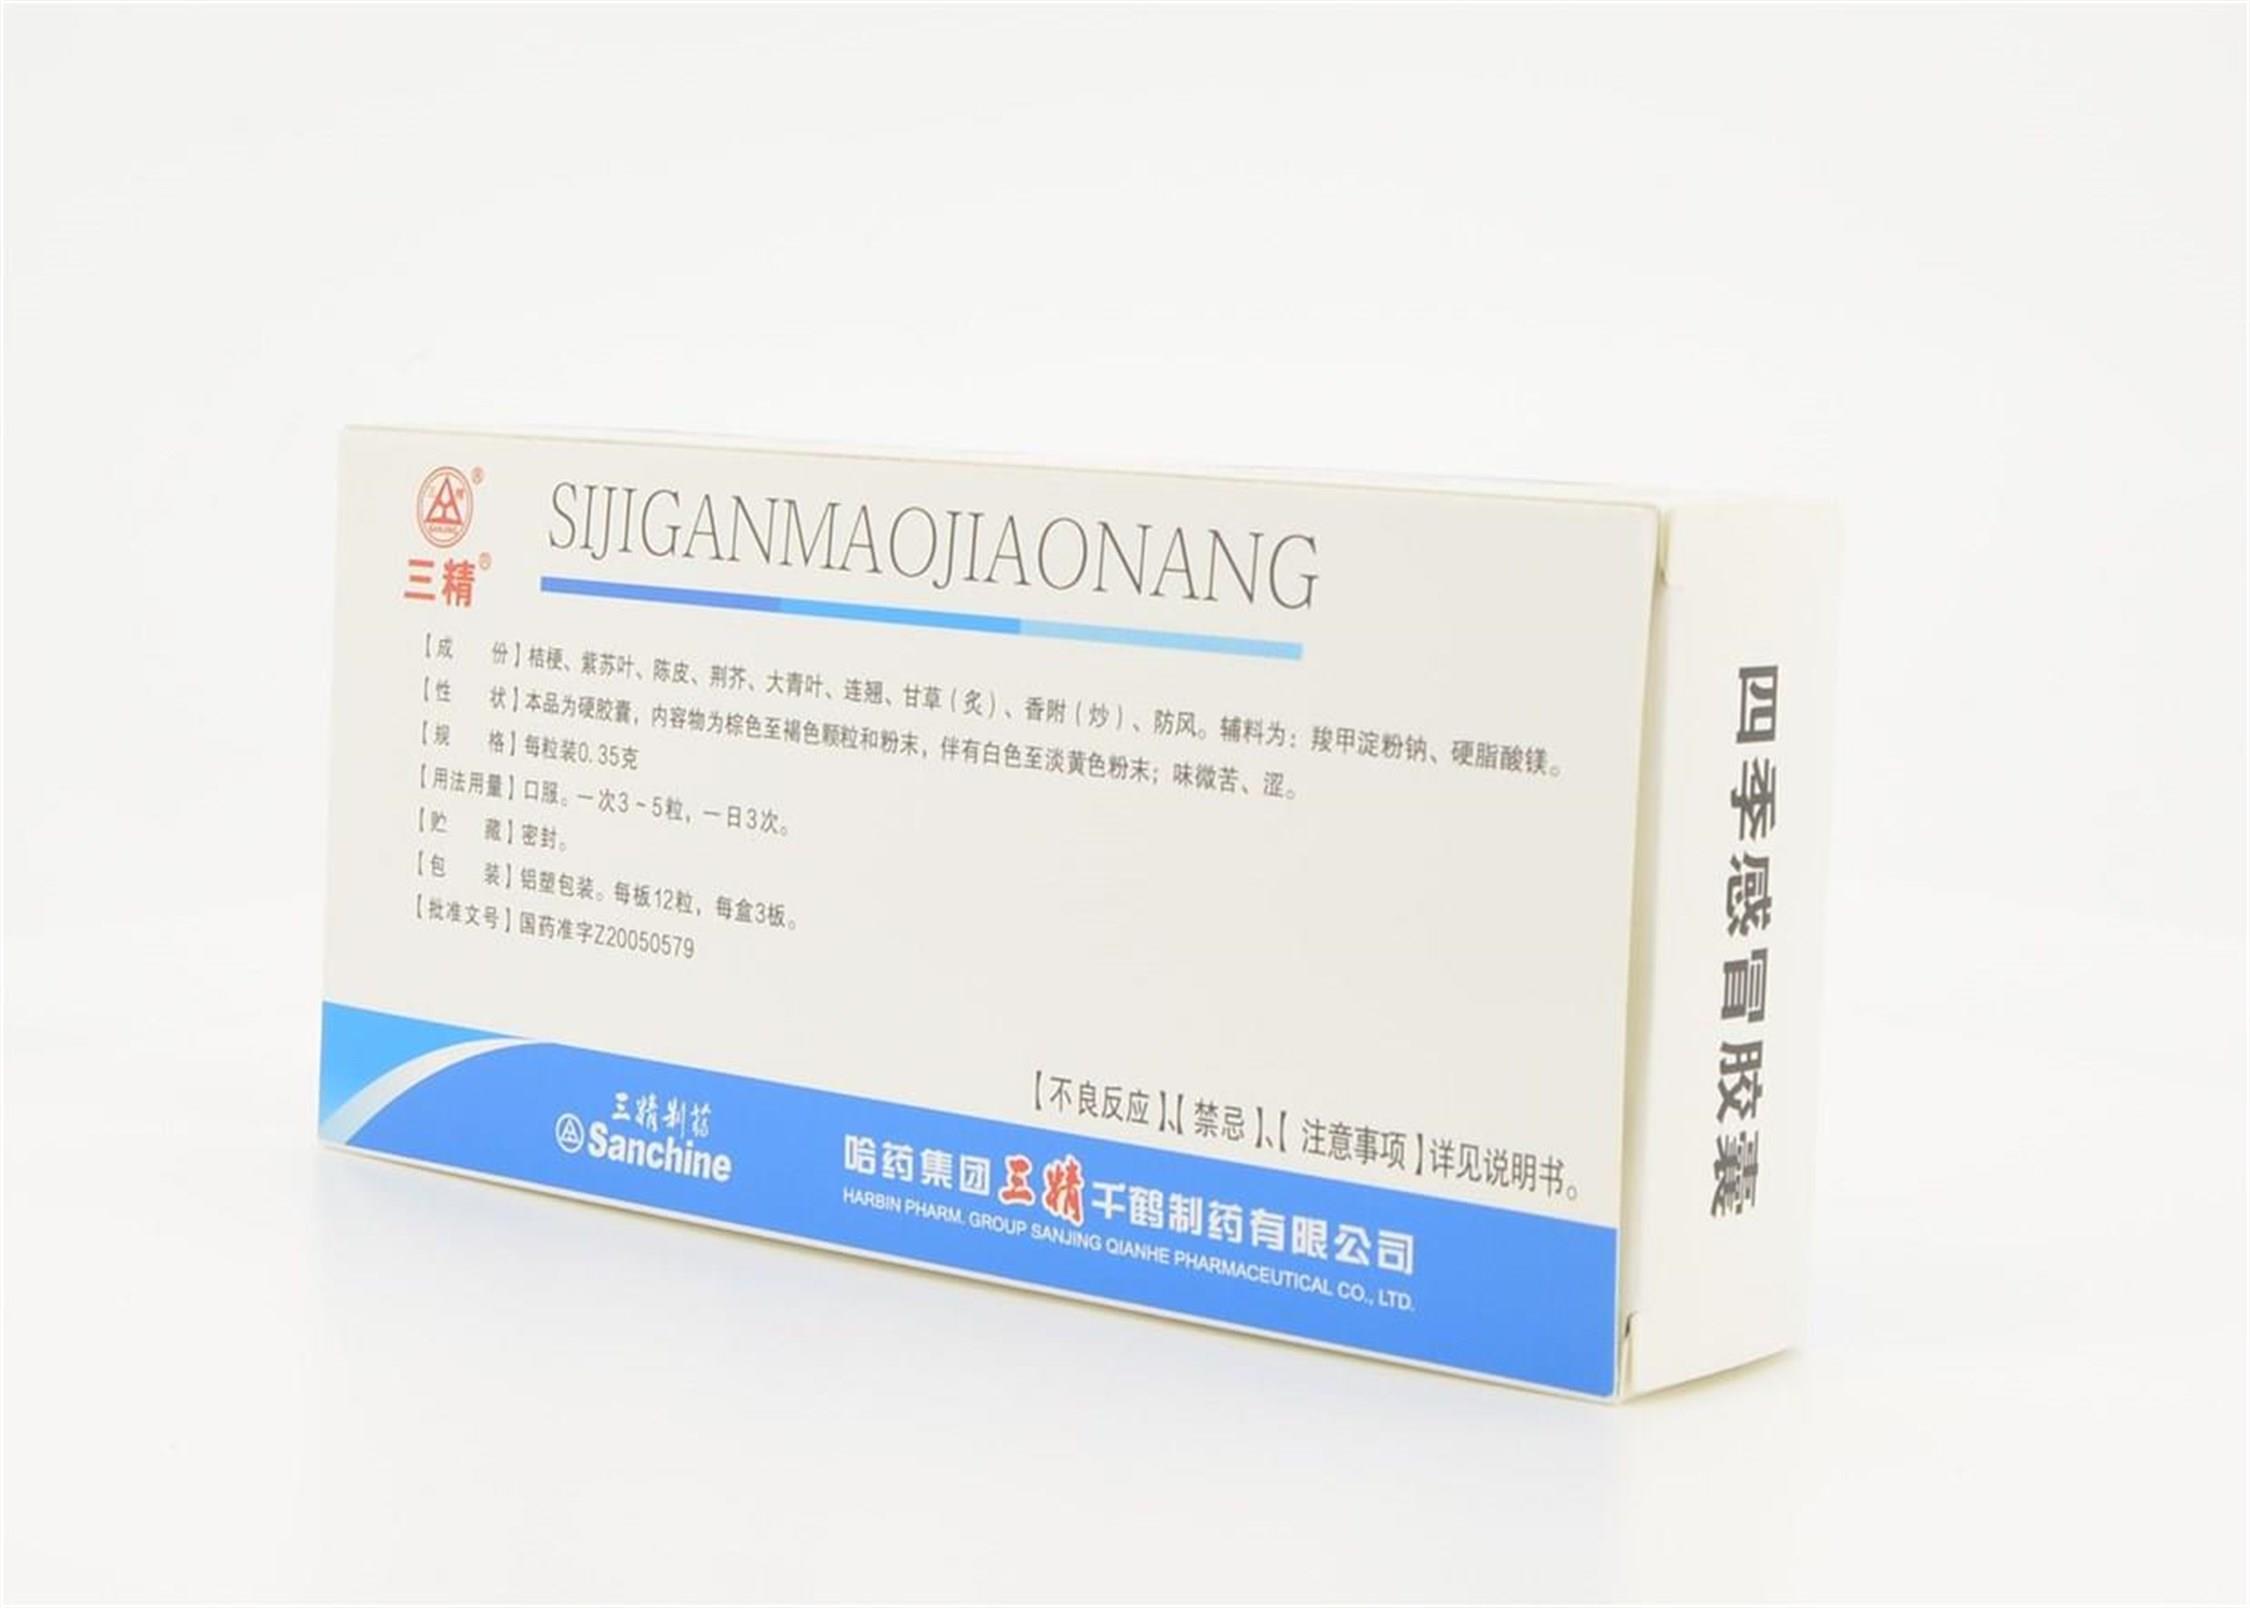 三精®
SIJIGANMAOJIAONANG
【成 份】桔梗、紫苏叶、陈皮、荆芥、大青叶、连翘、甘草(炙)、香附(炒)、防风。辅料为:羧甲淀粉钠、硬脂酸镁。
【性 状】本品为硬胶囊,内容物为棕色至褐色颗粒和粉末,伴有白色至淡黄色粉末;味微苦、涩。
【规 格】每粒装0.35克
【用法用量】口服。一次3~5粒,一日3次。
【贮 藏】密封。
【包 装】铝塑包装。每板12粒,每盒3板。
【批准文号】国药准字Z20050579
【不良反应】、【禁忌】、【注意事项】详见说明书。
三精制药
Sanchine
哈药集团三精千鹤制药有限公司
HARBIN PHARM. GROUP SANJING QIANHE PHARMACEUTICAL CO., LTD.
四季感冒胶囊